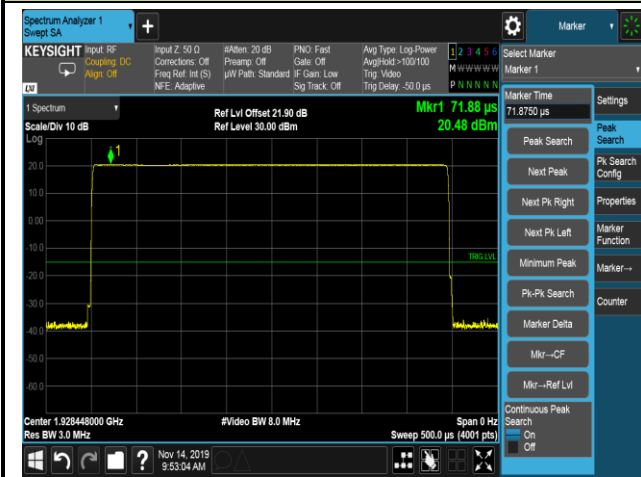 Spectrum Analyzer 1
Swept SA
Marker
KEYSIGHT
Input: RF
Coupling: DC
Align: Off
Input Z: 50 Ω
Corrections: Off
Freq Ref: Int (S)
NFE: Adaptive
#Atten: 20 dB
Preamp: Off
µW Path: Standard
PNO: Fast
Gate: Off
IF Gain: Low
Sig Track: Off
Avg Type: Log-Power
Avg|Hold:>100/100
Trig: Video
Trig Delay: -50.0 µs
1 2 3 4 5 6
M W W W W W
P N N N N N
Select Marker
Marker 1
1 Spectrum
Scale/Div 10 dB
Log
Ref Lvl Offset 21.90 dB
Ref Level 30.00 dBm
Mkr1 71.88 µs
20.48 dBm
1
20.0
10.0
0.00
-10.0
-20.0
-30.0
-40.0
-50.0
-60.0
TRIG LVL
Center 1.928448000 GHz
Res BW 3.0 MHz
#Video BW 8.0 MHz
Span 0 Hz
Sweep 500.0 µs (4001 pts)
Marker Time
71.8750 µs
Peak Search
Next Peak
Next Pk Right
Next Pk Left
Minimum Peak
Pk-Pk Search
Marker Delta
Mkr→CF
Mkr→Ref Lvl
Continuous Peak
Search
On
Off
Settings
Peak
Search
Pk Search
Config
Properties
Marker
Function
Marker→
Counter
?
Nov 14, 2019
9:53:04 AM